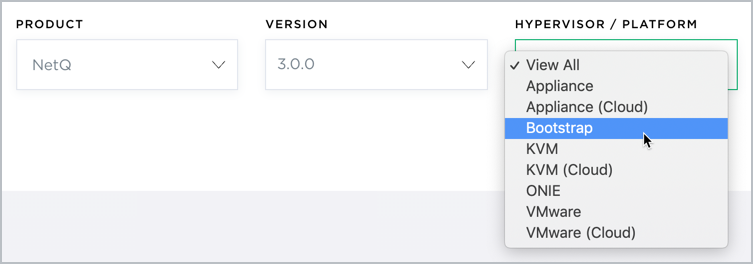 PRODUCT
NetQ
VERSION
3.0.0
HYPERVISOR / PLATFORM
✓ View All
Appliance
Appliance (Cloud)
Bootstrap
KVM
KVM (Cloud)
ONIE
VMware
VMware (Cloud)